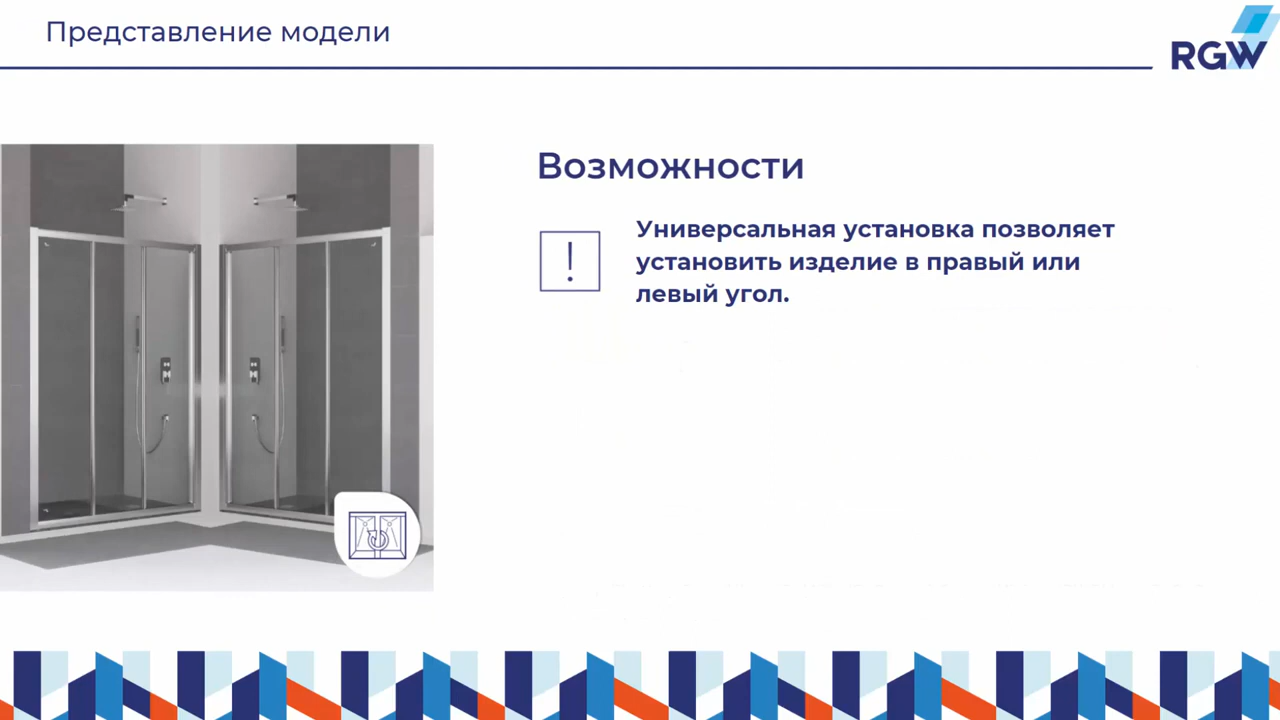 Представление модели
RGW
Возможности
Универсальная установка позволяет
установить изделие в правый или
левый угол.